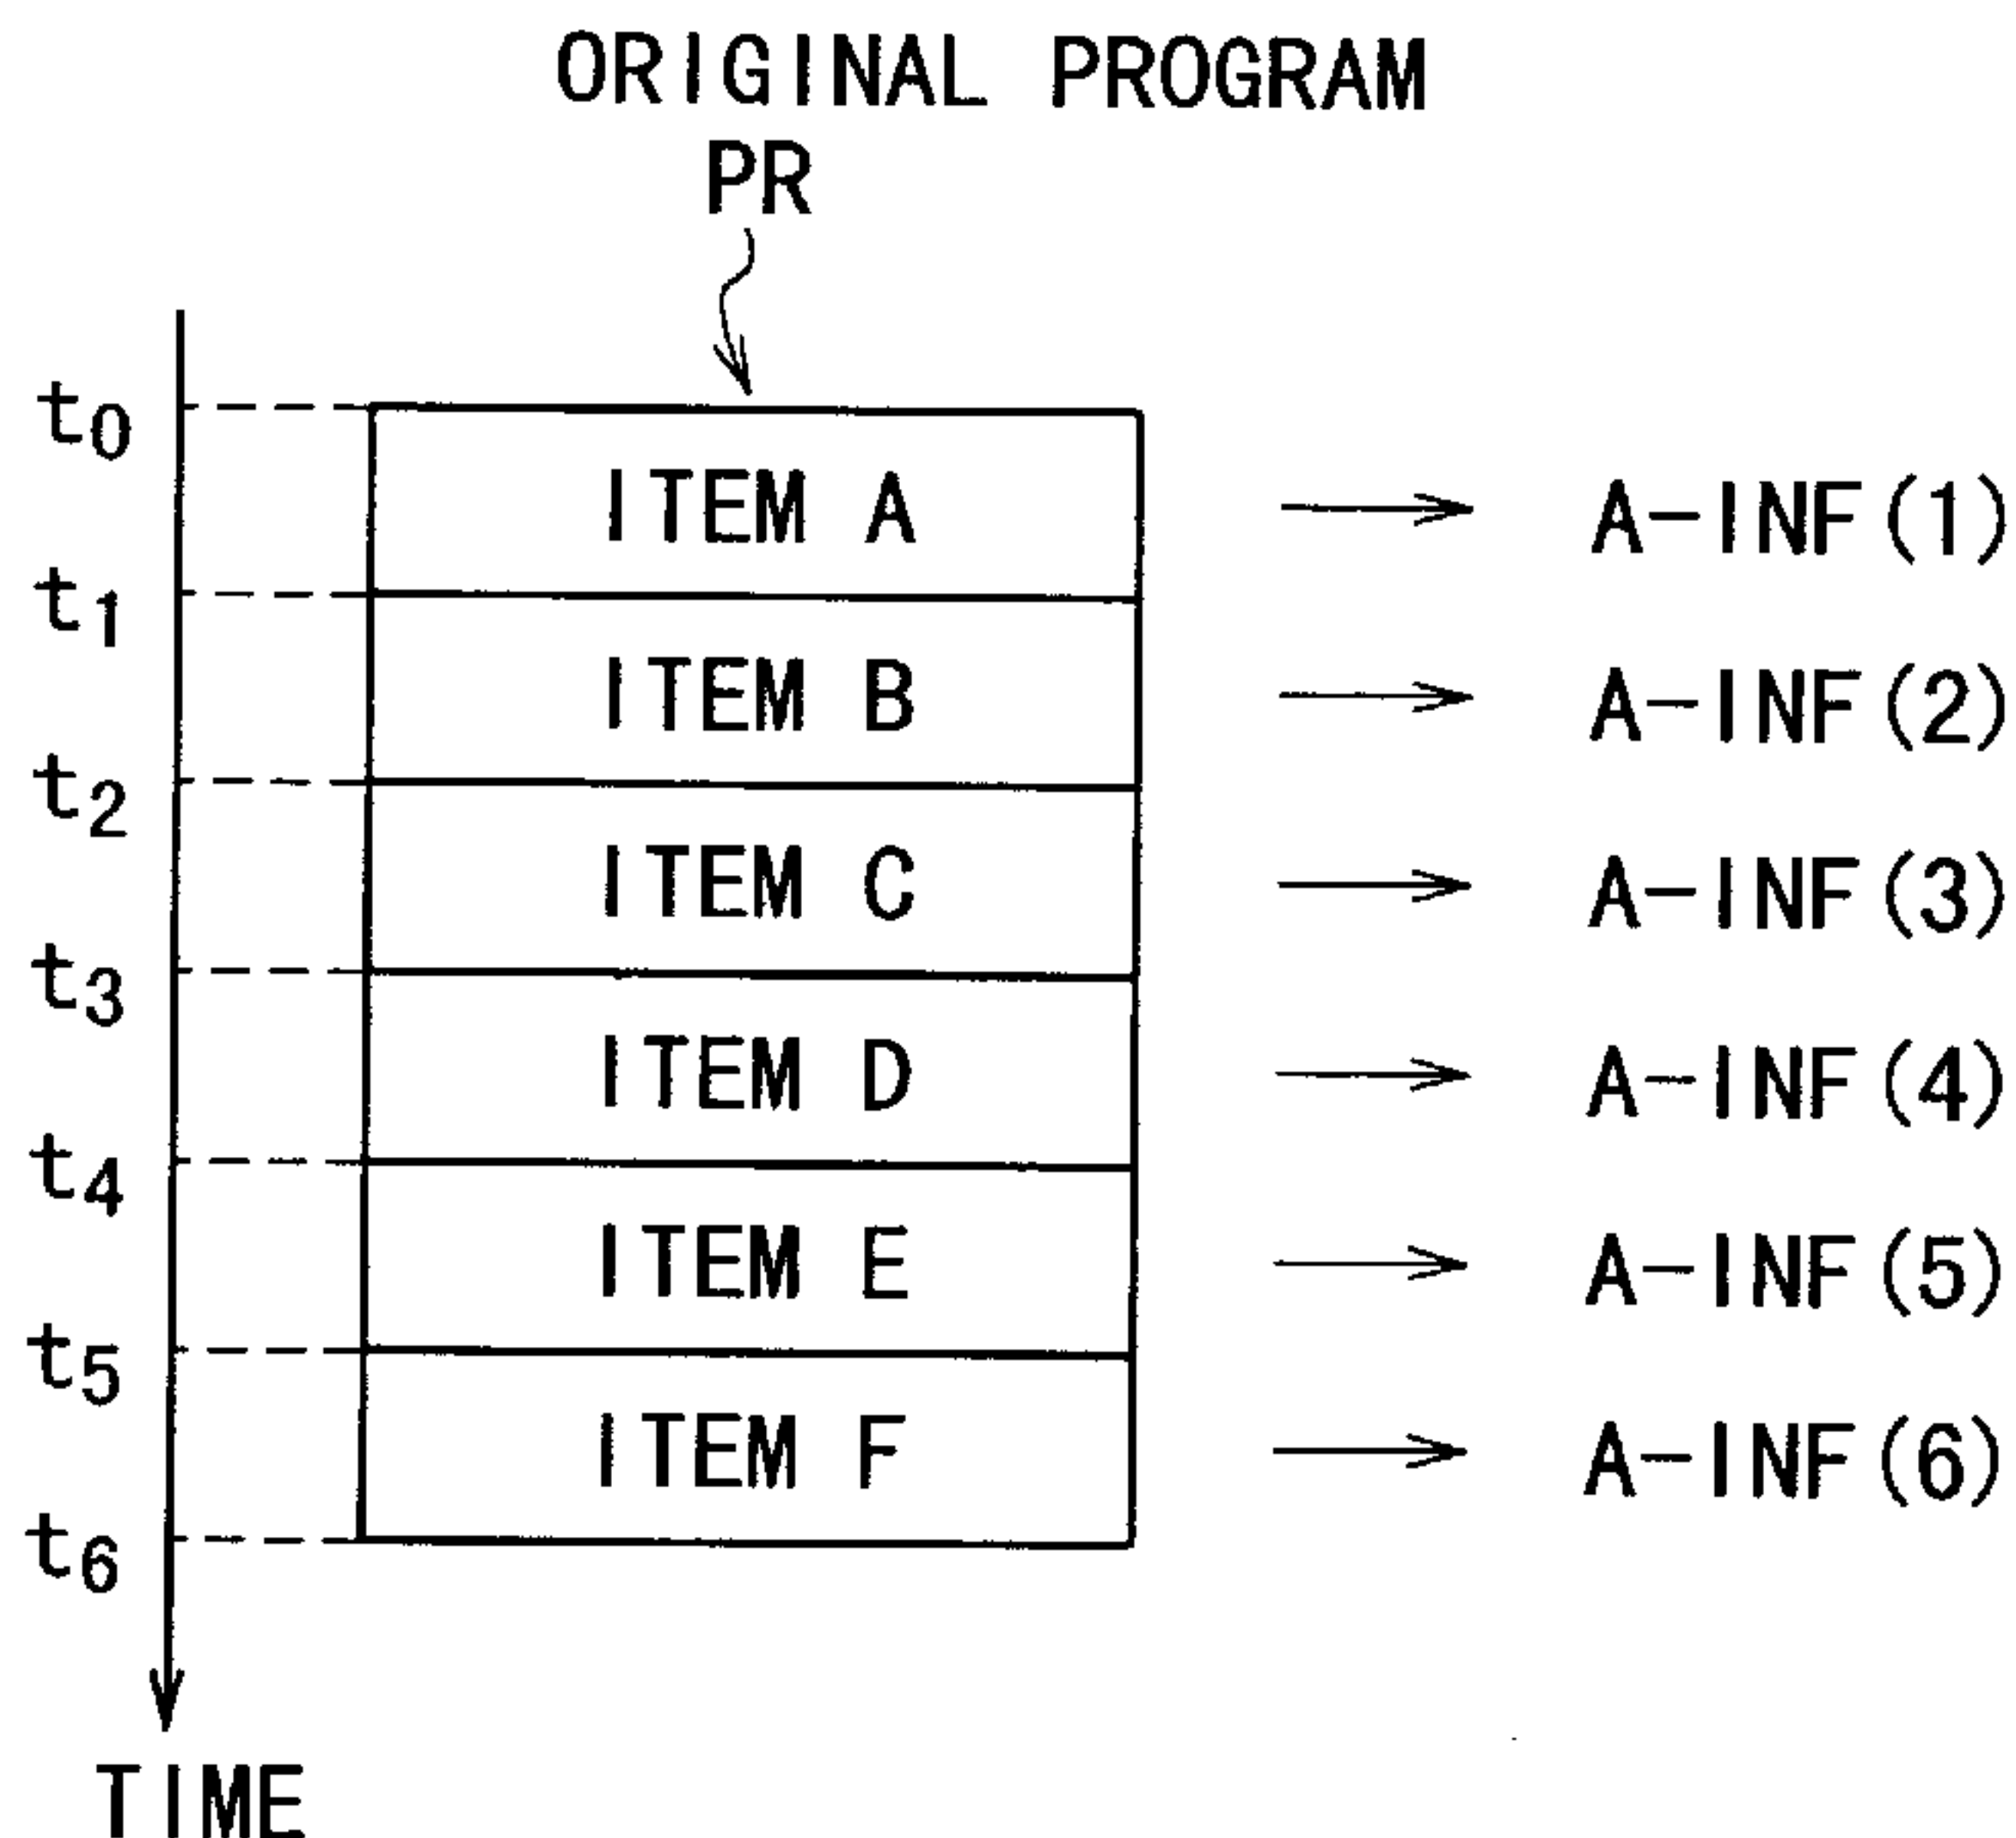 ORIGINAL PROGRAM
PR
t0
ITEM A
A-INF(1)
t1
ITEM B
A-INF(2)
t2
ITEM C
A-INF(3)
t3
ITEM D
A-INF(4)
t4
ITEM E
A-INF(5)
t5
ITEM F
A-INF(6)
t6
TIME